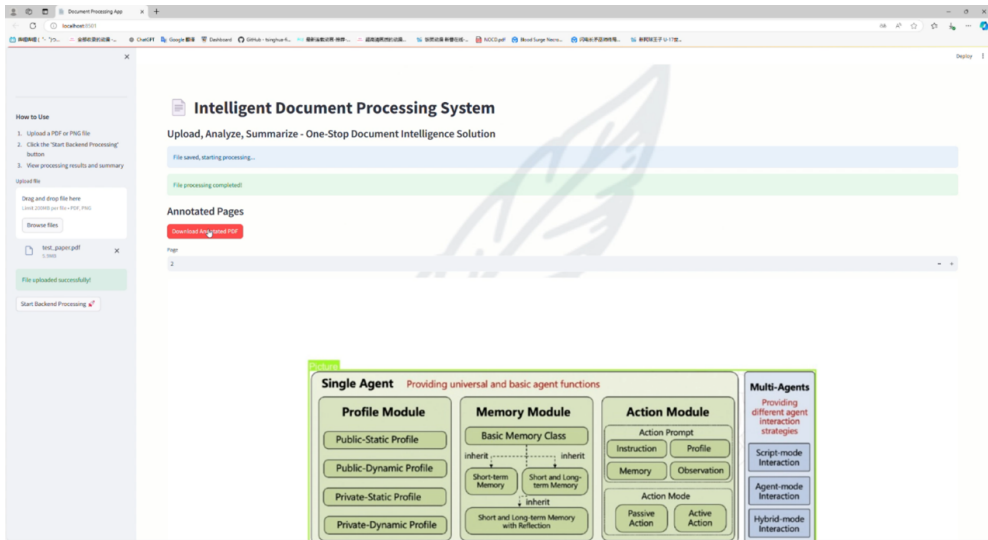 Document Processing App
localhost:8501
ChatGPT
Google 翻译
Dashboard
NOCD.pdf
Deploy
How to Use
1. Upload a PDF or PNG file
2. Click the 'Start Backend Processing' button
3. View processing results and summary
Upload file
Drag and drop file here
Limit 200MB per file • PDF, PNG
Browse files
test_paper.pdf
File uploaded successfully!
Start Backend Processing
Intelligent Document Processing System
Upload, Analyze, Summarize - One-Stop Document Intelligence Solution
File saved, starting processing...
File processing completed!
Annotated Pages
Download Annotated PDF
Page
2
Picture
Single Agent Providing universal and basic agent functions
Profile Module
Public-Static Profile
Public-Dynamic Profile
Private-Static Profile
Private-Dynamic Profile
Memory Module
Basic Memory Class
inherit
inherit
Short-term
Memory
Short and Long-
term Memory
inherit
Short and Long-term Memory
with Reflection
Action Module
Action Prompt
Instruction
Profile
Memory
Observation
Action Mode
Passive
Action
Active
Action
Multi-Agents
Providing
different agent
interaction
strategies
Script-mode
Interaction
Agent-mode
Interaction
Hybrid-mode
Interaction